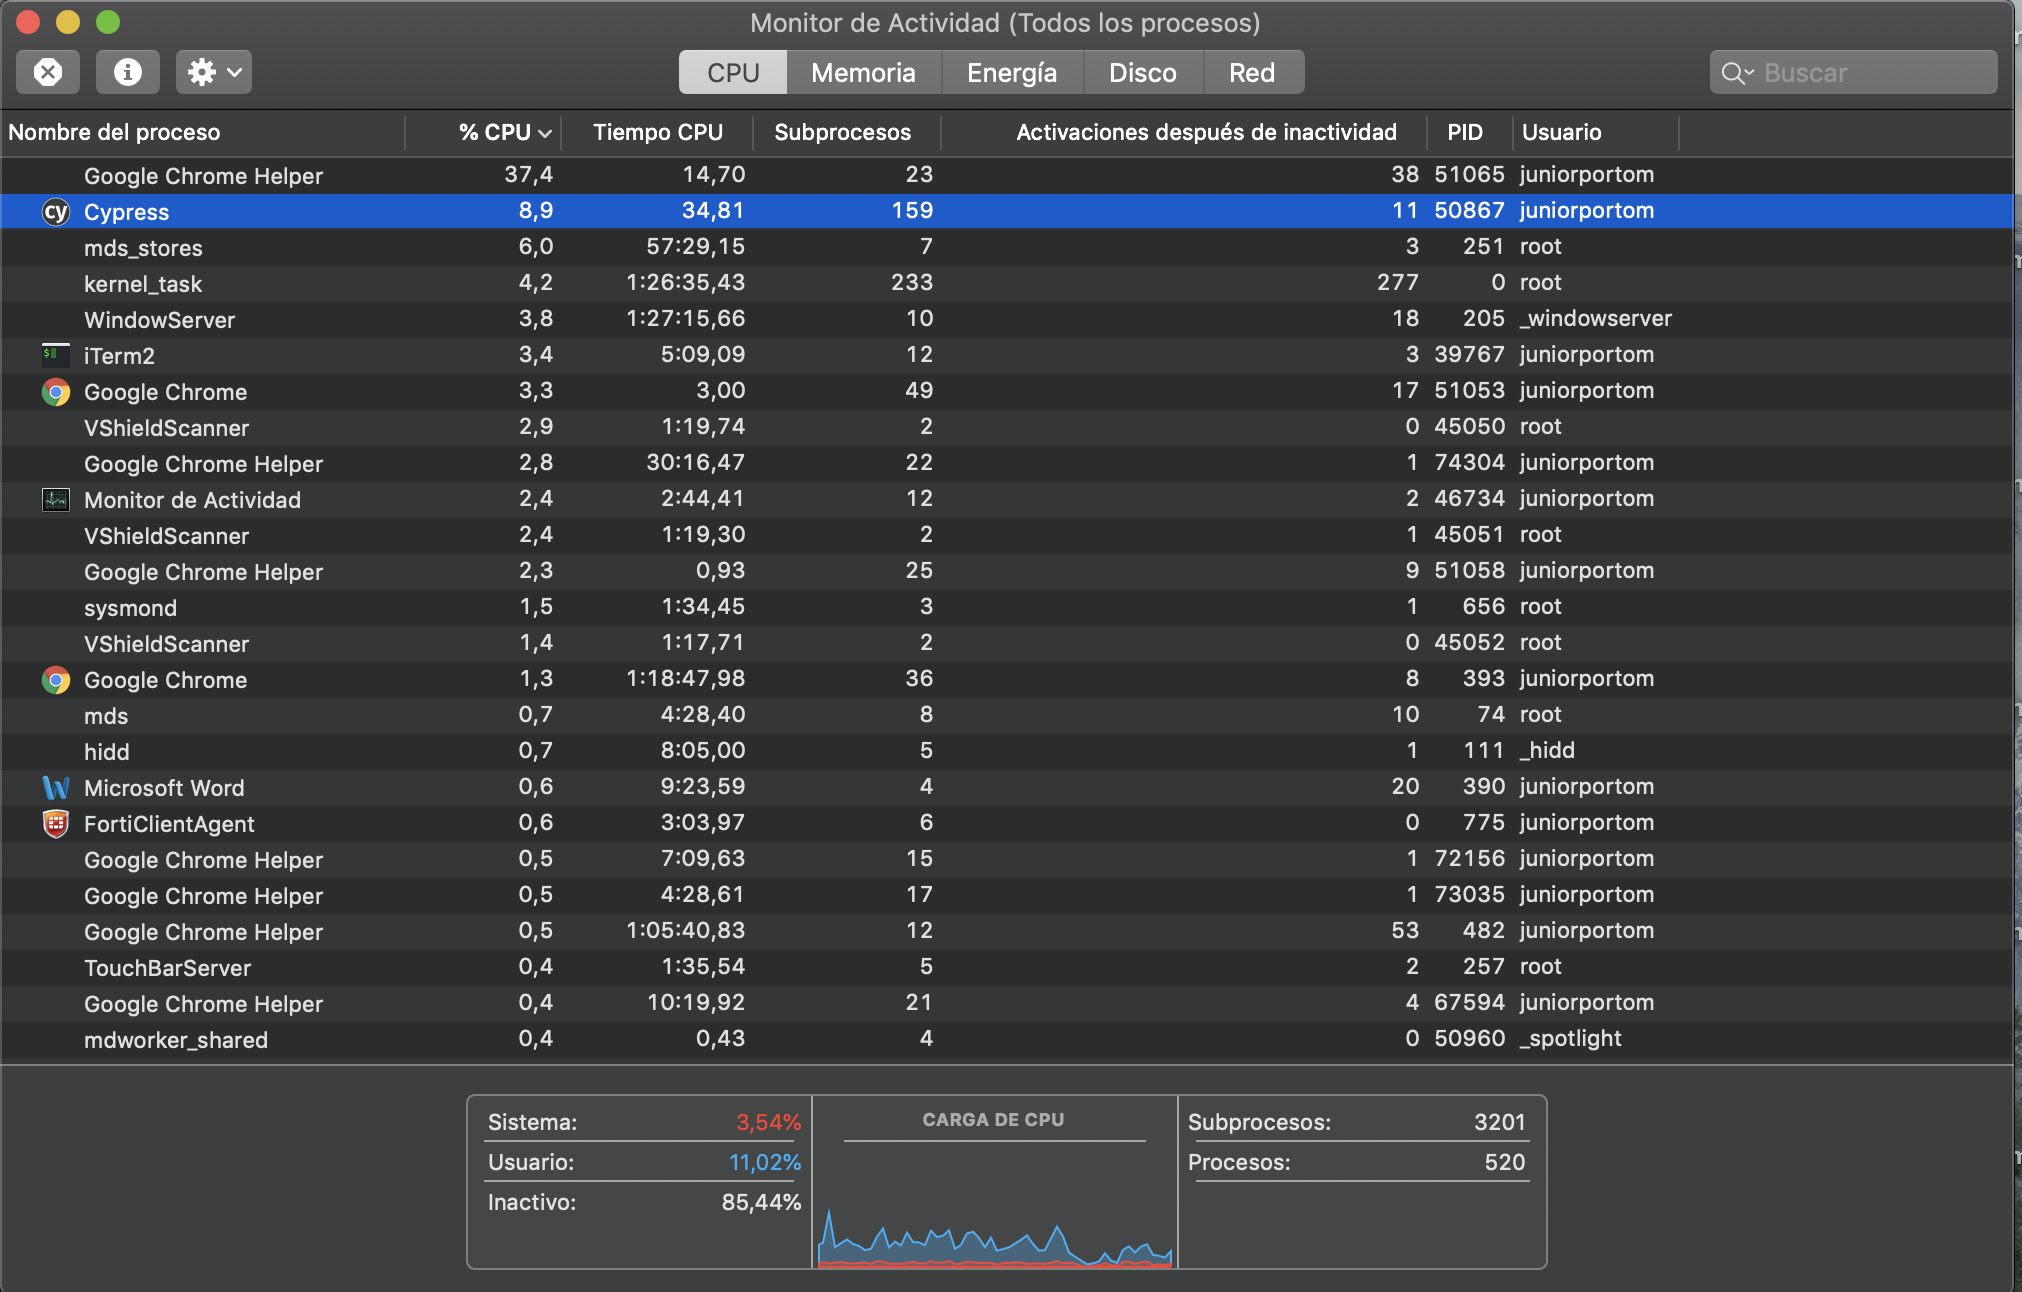 Monitor de Actividad (Todos los procesos)
CPU Memoria Energía Disco Red Buscar
Nombre del proceso % CPU Tiempo CPU Subprocesos Activaciones después de inactividad PID Usuario
Google Chrome Helper 37,4 14,70 23 38 51065 juniorportom
cy Cypress 8,9 34,81 159 11 50867 juniorportom
mds_stores 6,0 57:29,15 7 3 251 root
kernel_task 4,2 1:26:35,43 233 277 0 root
WindowServer 3,8 1:27:15,66 10 18 205 _windowserver
iTerm2 3,4 5:09,09 12 3 39767 juniorportom
Google Chrome 3,3 3,00 49 17 51053 juniorportom
VShieldScanner 2,9 1:19,74 2 0 45050 root
Google Chrome Helper 2,8 30:16,47 22 1 74304 juniorportom
Monitor de Actividad 2,4 2:44,41 12 2 46734 juniorportom
VShieldScanner 2,4 1:19,30 2 1 45051 root
Google Chrome Helper 2,3 0,93 25 9 51058 juniorportom
sysmond 1,5 1:34,45 3 1 656 root
VShieldScanner 1,4 1:17,71 2 0 45052 root
Google Chrome 1,3 1:18:47,98 36 8 393 juniorportom
mds 0,7 4:28,40 8 10 74 root
hidd 0,7 8:05,00 5 1 111 _hidd
Microsoft Word 0,6 9:23,59 4 20 390 juniorportom
FortiClientAgent 0,6 3:03,97 6 0 775 juniorportom
Google Chrome Helper 0,5 7:09,63 15 1 72156 juniorportom
Google Chrome Helper 0,5 4:28,61 17 1 73035 juniorportom
Google Chrome Helper 0,5 1:05:40,83 12 53 482 juniorportom
TouchBarServer 0,4 1:35,54 5 2 257 root
Google Chrome Helper 0,4 10:19,92 21 4 67594 juniorportom
mdworker_shared 0,4 0,43 4 0 50960 _spotlight
Sistema: 3,54% CARGA DE CPU Subprocesos: 3201
Usuario: 11,02% Procesos: 520
Inactivo: 85,44%